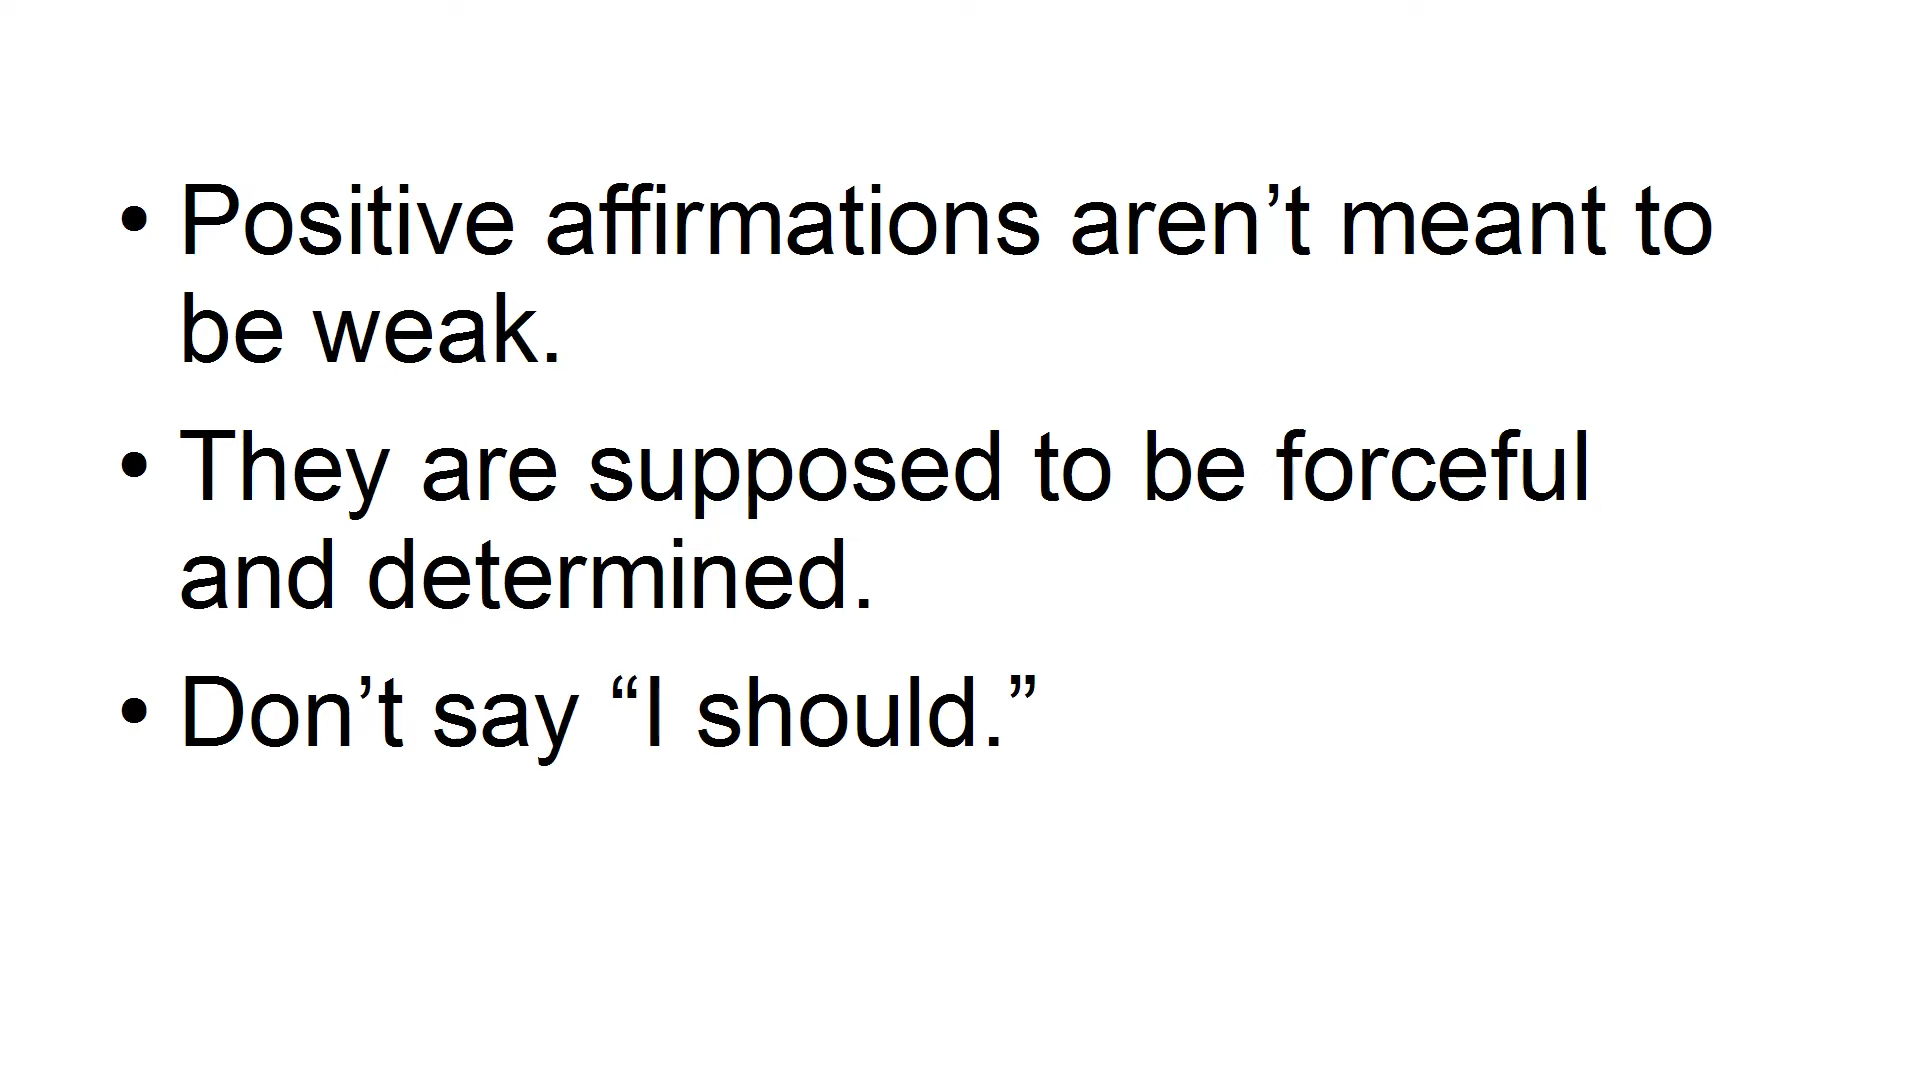 • Positive affirmations aren’t meant to
be weak.
• They are supposed to be forceful
and determined.
• Don’t say “I should.”